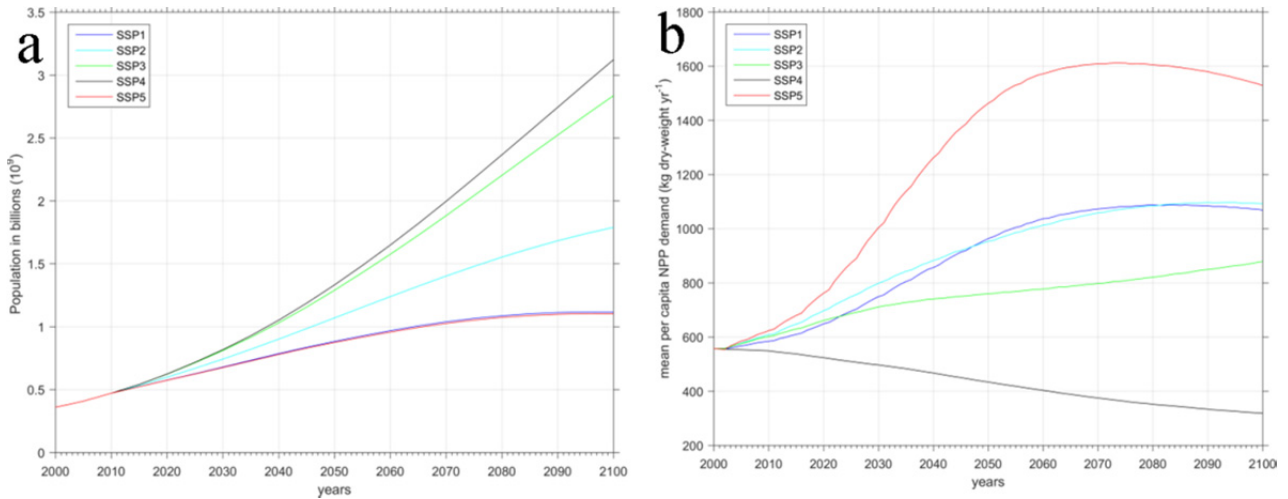 a
SSP1
SSP2
SSP3
SSP4
SSP5
Population in billions (10⁹)
3.5
3
2.5
2
1.5
1
0.5
0
2000 2010 2020 2030 2040 2050 2060 2070 2080 2090 2100
years
b
SSP1
SSP2
SSP3
SSP4
SSP5
mean per capita NPP demand (kg dry-weight yr⁻¹)
1800
1600
1400
1200
1000
800
600
400
200
2000 2010 2020 2030 2040 2050 2060 2070 2080 2090 2100
years